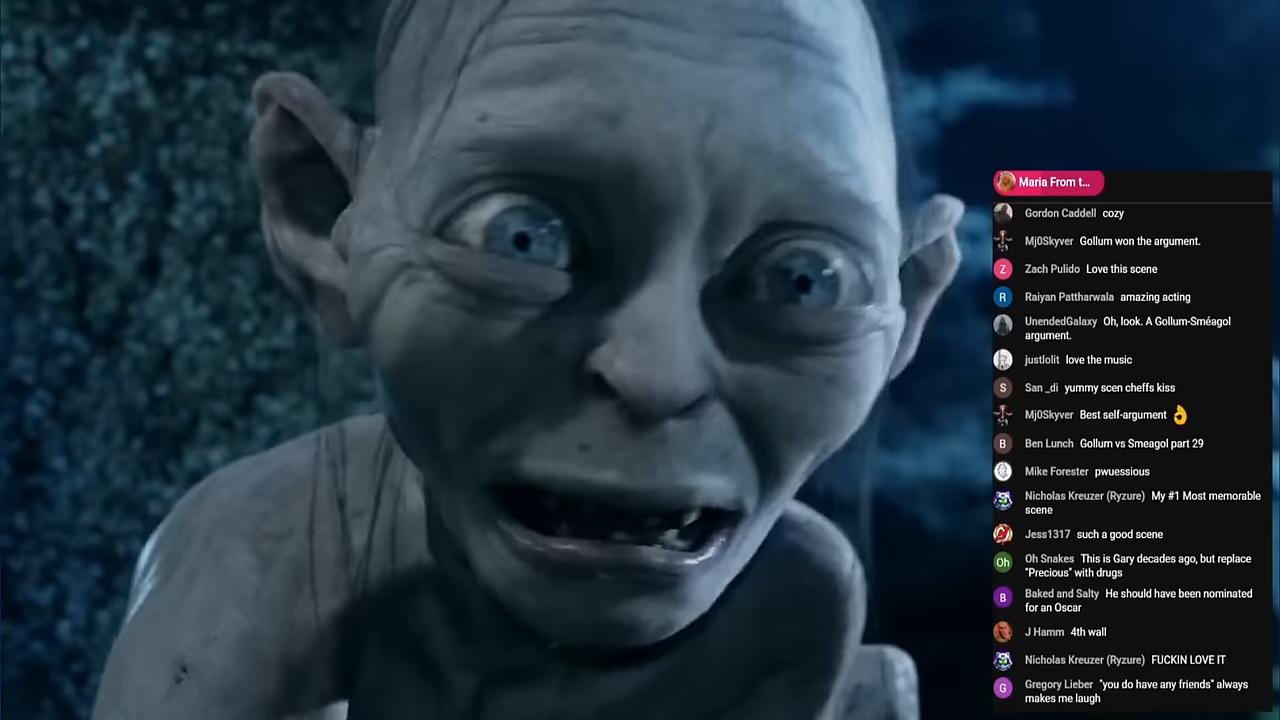 Maria From t...
Gordon Caddell cozy
Mj0Skyver Gollum won the argument.
Z Zach Pulido Love this scene
R Raiyan Pattharwala amazing acting
UnendedGalaxy Oh, look. A Gollum-Sméagol
argument.
justlolit love the music
S San _di yummy scen cheffs kiss
Mj0Skyver Best self-argument 👌
B Ben Lunch Gollum vs Smeagol part 29
Mike Forester pwuessious
Nicholas Kreuzer (Ryzure) My #1 Most memorable
scene
Jess1317 such a good scene
Oh Oh Snakes This is Gary decades ago, but replace
"Precious" with drugs
B Baked and Salty He should have been nominated
for an Oscar
J Hamm 4th wall
Nicholas Kreuzer (Ryzure) FUCKIN LOVE IT
G Gregory Lieber "you do have any friends" always
makes me laugh